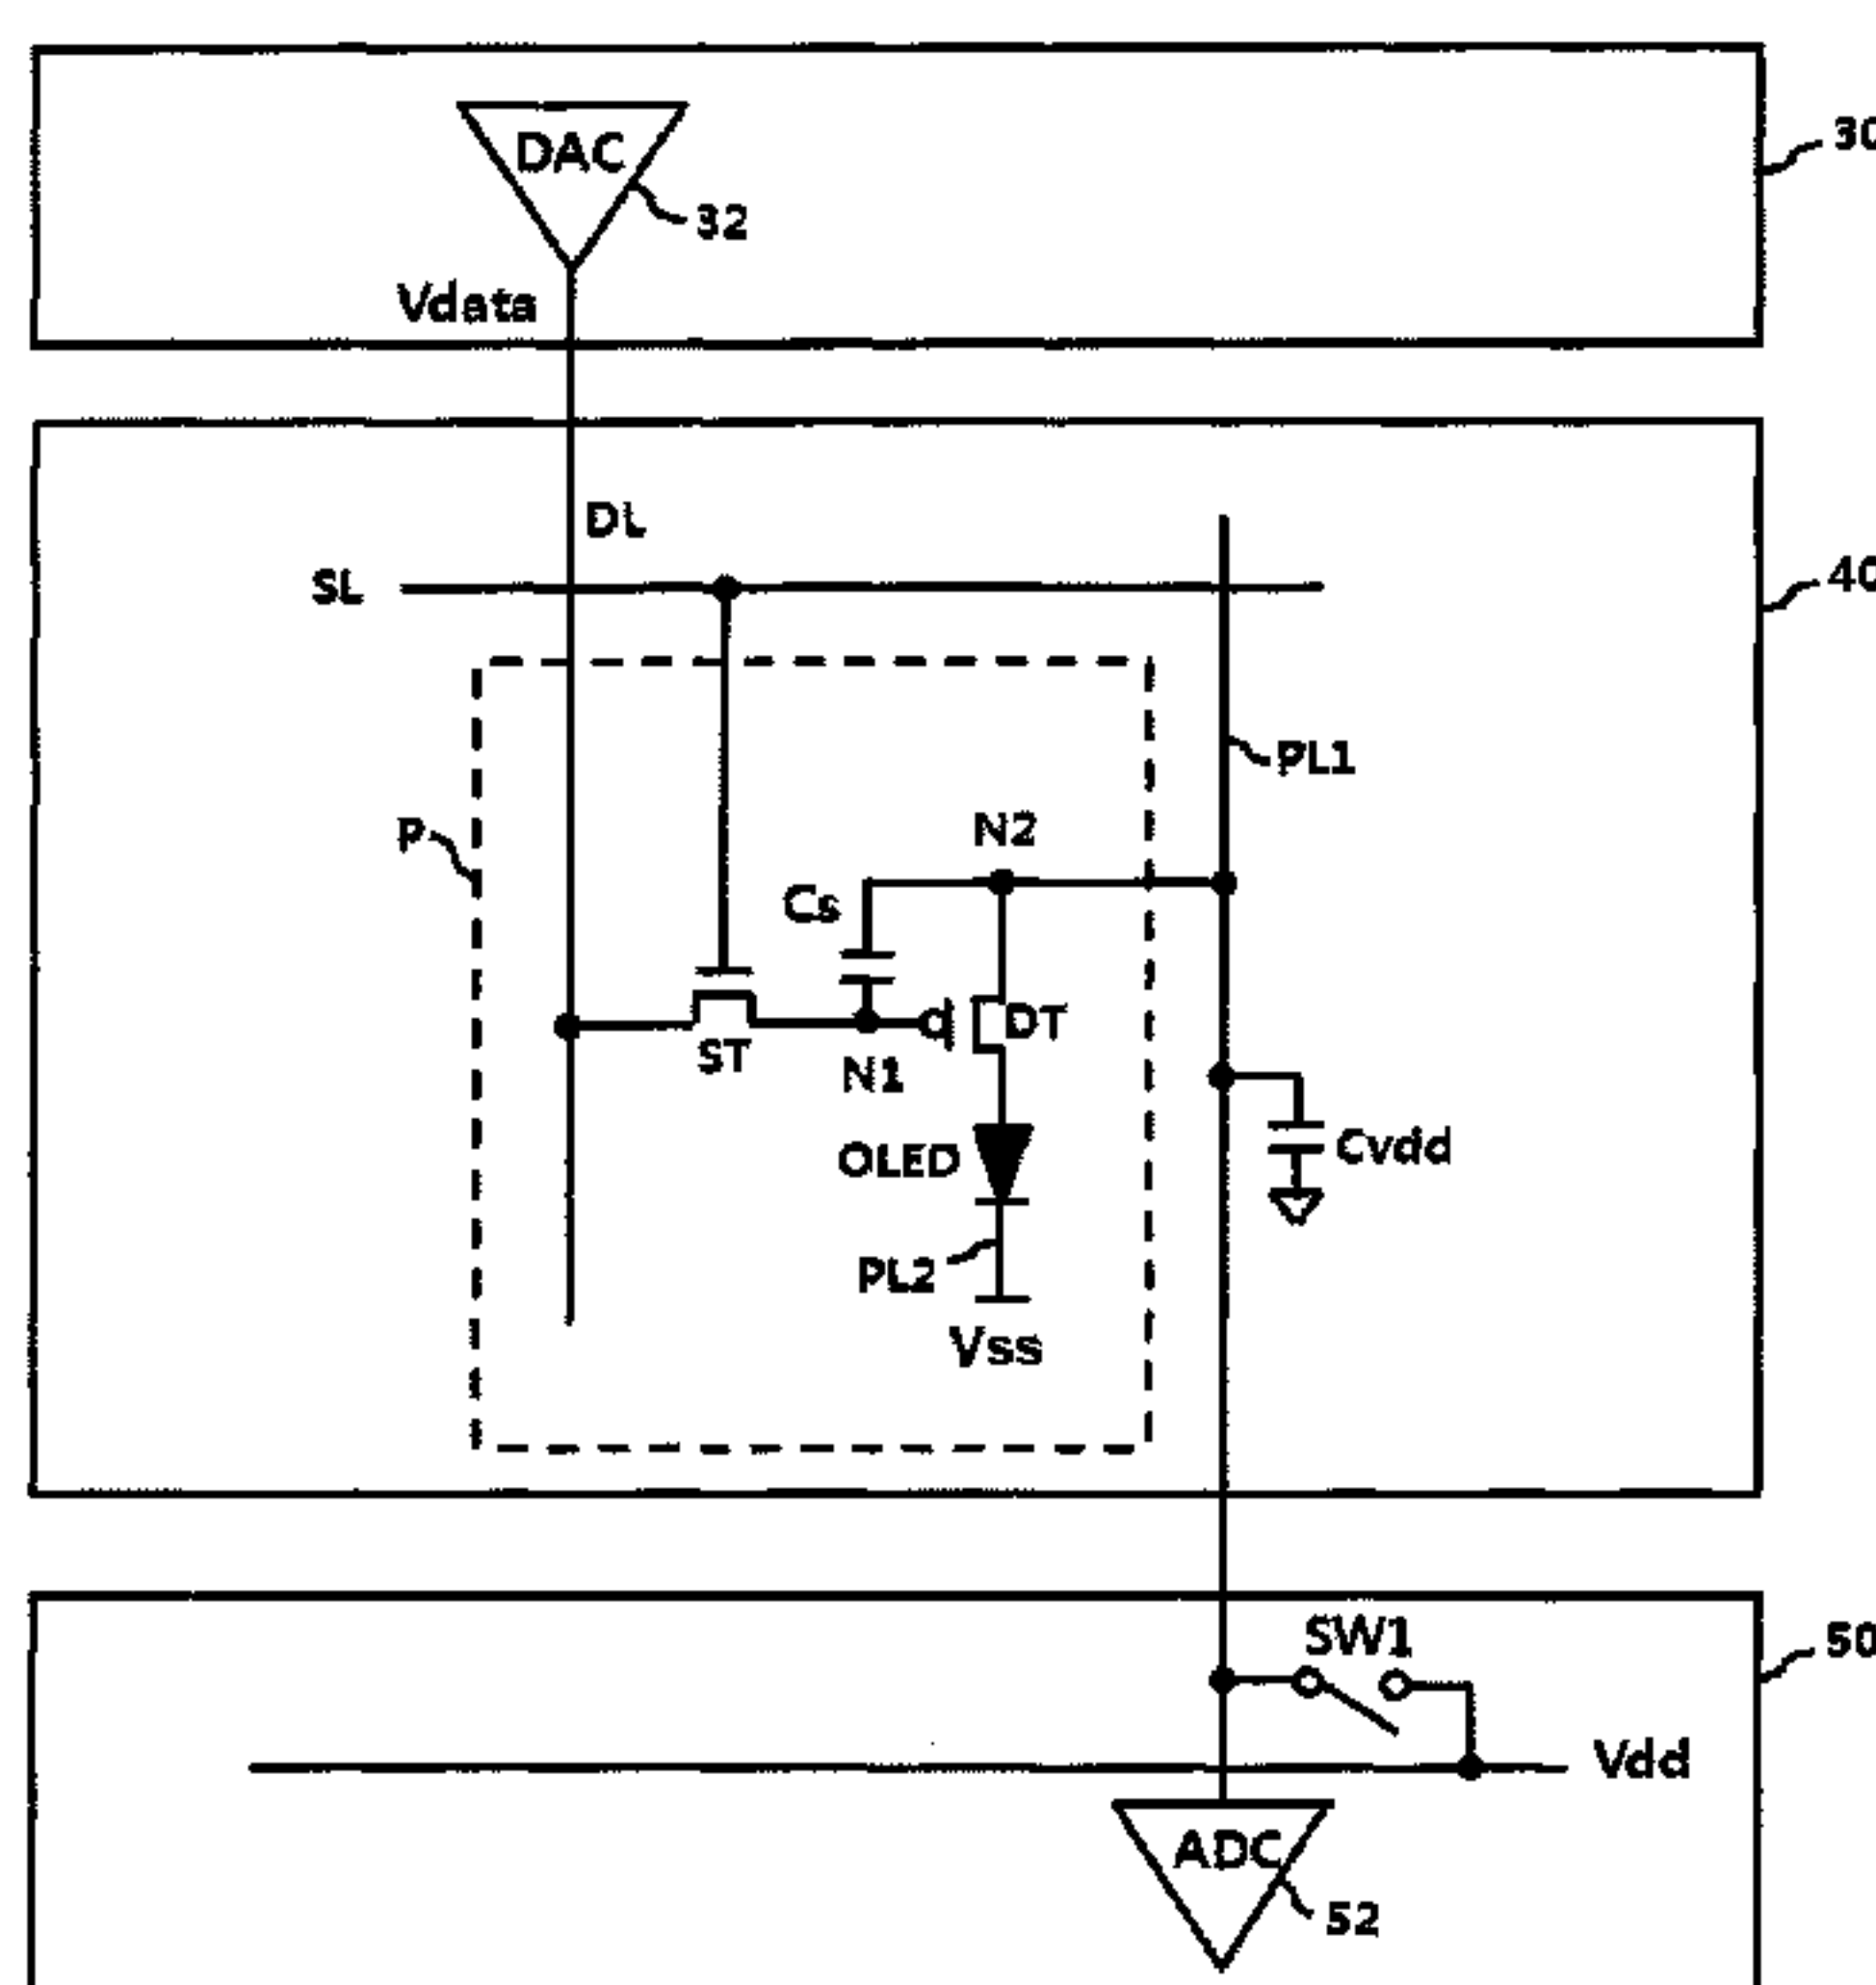 DAC
30
32
Vdata
DL
SL
40
PL1
P
N2
Cs
DT
ST
N1
OLED
Cvdd
PL2
Vss
SW1
50
Vdd
ADC
52